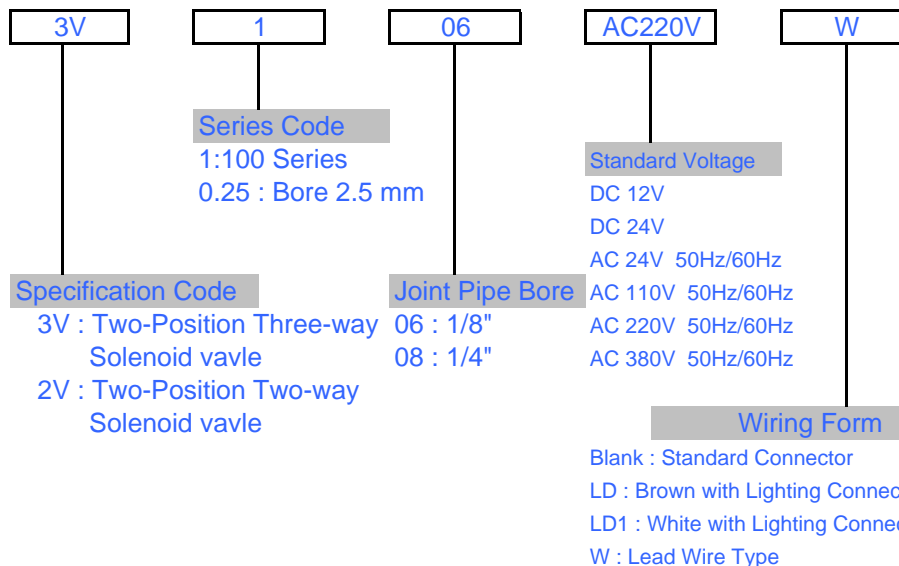 3V 1 06 AC220V W
Series Code
1:100 Series
0.25 : Bore 2.5 mm
Specification Code
3V : Two-Position Three-way
Solenoid vavle
2V : Two-Position Two-way
Solenoid vavle
Joint Pipe Bore
06 : 1/8"
08 : 1/4"
Standard Voltage
DC 12V
DC 24V
AC 24V 50Hz/60Hz
AC 110V 50Hz/60Hz
AC 220V 50Hz/60Hz
AC 380V 50Hz/60Hz
Wiring Form
Blank : Standard Connector
LD : Brown with Lighting
LD1 : White with Lighting
W : Lead Wire Type